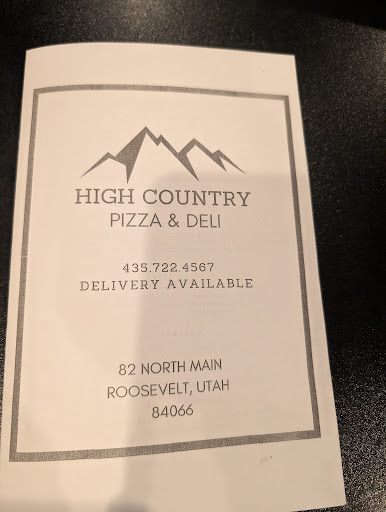 HIGH COUNTRY
PIZZA & DELI
435.722.4567
DELIVERY AVAILABLE
82 NORTH MAIN
ROOSEVELT, UTAH
84066